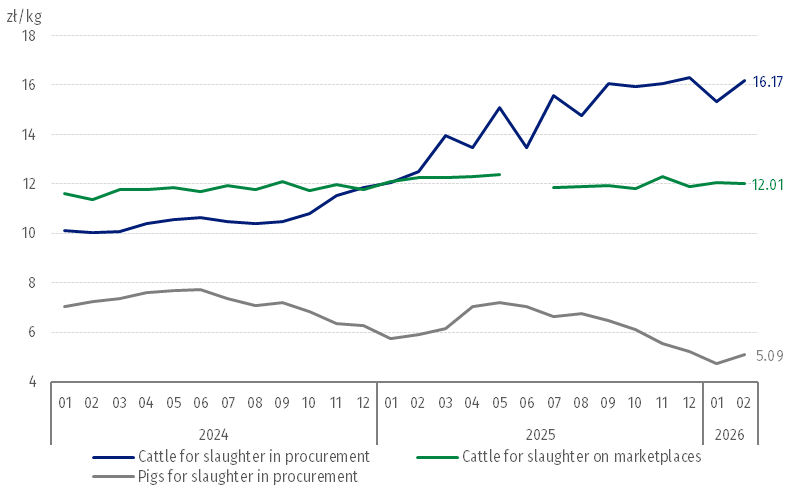 zł/kg
18
16
14
12
10
8
6
4
16.17
12.01
5.09
01 02 03 04 05 06 07 08 09 10 11 12 01 02 03 04 05 06 07 08 09 10 11 12 01 02
2024 2025 2026
Cattle for slaughter in procurement Cattle for slaughter on marketplaces
Pigs for slaughter in procurement